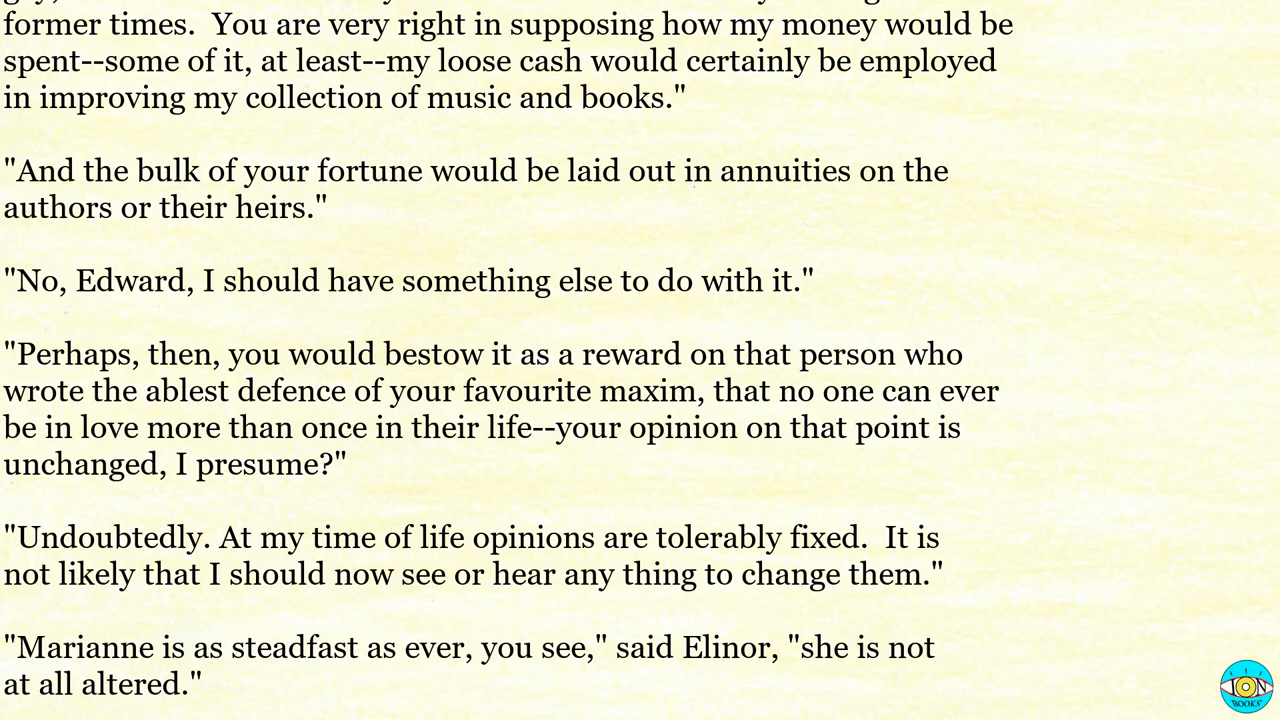 former times.  You are very right in supposing how my money would be
spent--some of it, at least--my loose cash would certainly be employed
in improving my collection of music and books."
"And the bulk of your fortune would be laid out in annuities on the
authors or their heirs."
"No, Edward, I should have something else to do with it."
"Perhaps, then, you would bestow it as a reward on that person who
wrote the ablest defence of your favourite maxim, that no one can ever
be in love more than once in their life--your opinion on that point is
unchanged, I presume?"
"Undoubtedly. At my time of life opinions are tolerably fixed.  It is
not likely that I should now see or hear any thing to change them."
"Marianne is as steadfast as ever, you see," said Elinor, "she is not
at all altered."
ION
BOOKS